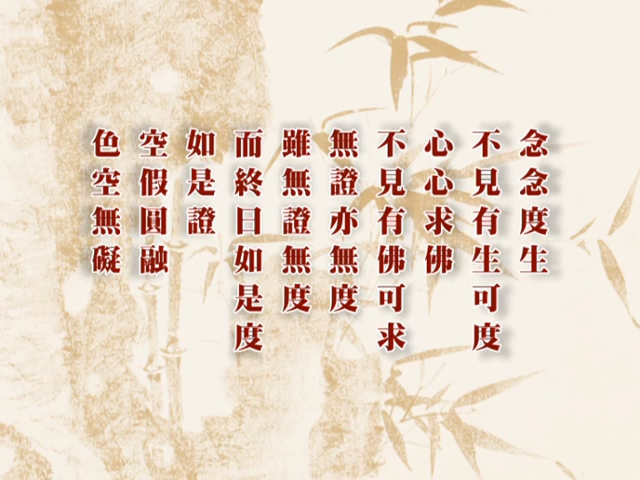 念念度生
不見有生可度
心心求佛
不見有佛可求
無證亦無度
雖無證無度
而終日如是度
如是證
空假圓融
色空無礙